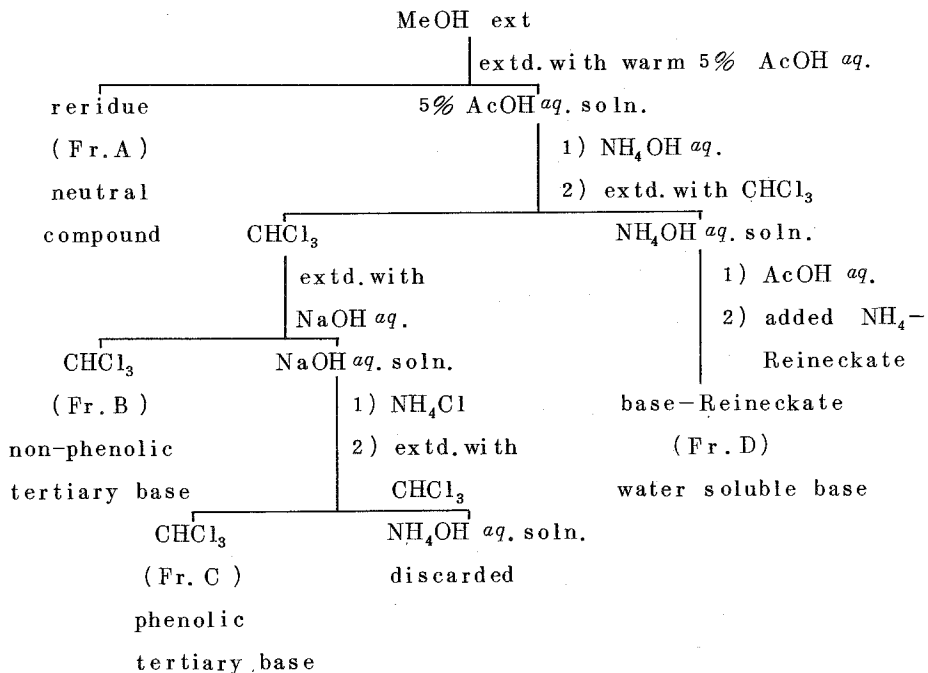 MeOH ext
extd. with warm 5% AcOH aq.
reridue
(Fr. A)
neutral
compound
5% AcOH aq. soln.
1) NH₄OH aq.
2) extd. with CHCl₃
CHCl₃
extd. with
NaOH aq.
NH₄OH aq. soln.
1) AcOH aq.
2) added NH₄-
Reineckate
CHCl₃
(Fr. B)
non-phenolic
tertiary base
NaOH aq. soln.
1) NH₄Cl
2) extd. with
CHCl₃
base-Reineckate
(Fr. D)
water soluble base
CHCl₃
(Fr. C)
phenolic
tertiary base
NH₄OH aq. soln.
discarded